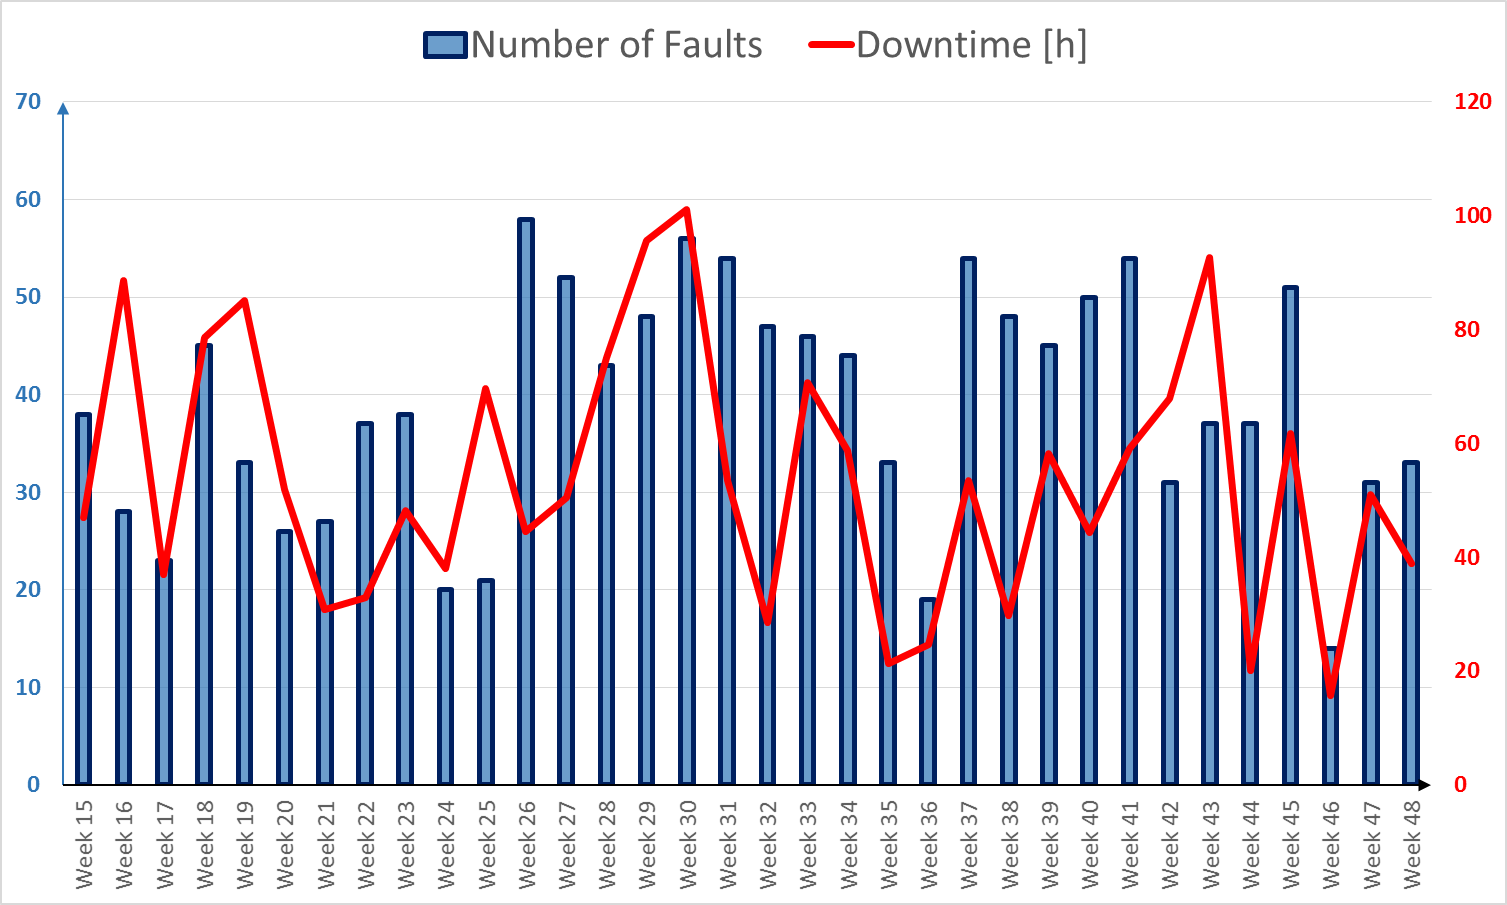 Number of Faults Downtime [h]
70 120
60 100
50 80
40 60
30 40
20 20
10 0
0
Week 15
Week 16
Week 17
Week 18
Week 19
Week 20
Week 21
Week 22
Week 23
Week 24
Week 25
Week 26
Week 27
Week 28
Week 29
Week 30
Week 31
Week 32
Week 33
Week 34
Week 35
Week 36
Week 37
Week 38
Week 39
Week 40
Week 41
Week 42
Week 43
Week 44
Week 45
Week 46
Week 47
Week 48